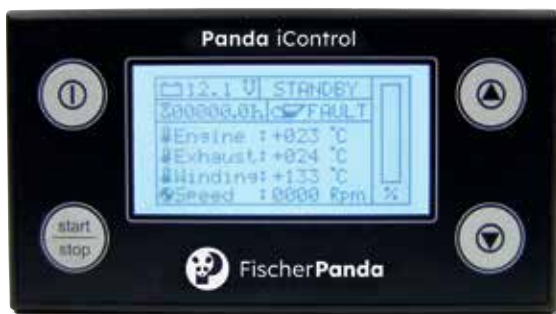 Panda iControl
12.1 V STANDBY
00000.0h FAULT
Engine :+023 °C
Exhaust:+024 °C
Winding:+133 °C
Speed :0000 Rpm %
start
stop
FischerPanda